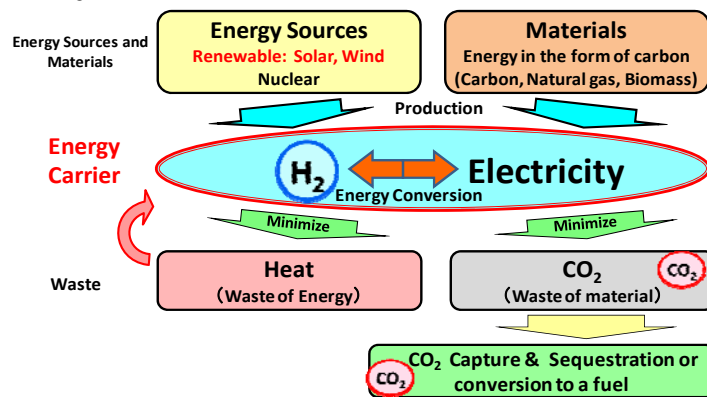 Energy Sources and
Materials
Energy Sources
Renewable: Solar, Wind
Nuclear
Materials
Energy in the form of carbon
(Carbon, Natural gas, Biomass)
Production
Energy
Carrier
H₂
Electricity
Energy Conversion
Minimize
Minimize
Waste
Heat
(Waste of Energy)
CO₂
CO₂
(Waste of material)
CO₂ Capture & Sequestration or
conversion to a fuel
CO₂